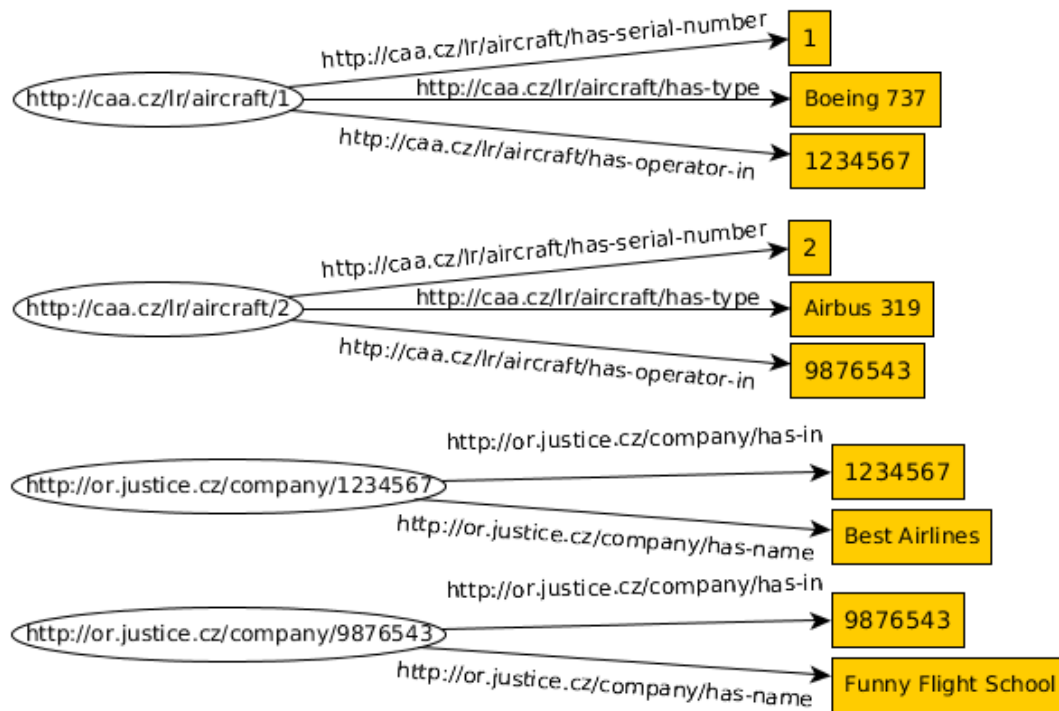 http://caa.cz/lr/aircraft/has-serial-number
1
http://caa.cz/lr/aircraft/1
http://caa.cz/lr/aircraft/has-type
Boeing 737
http://caa.cz/lr/aircraft/has-operator-in
1234567
http://caa.cz/lr/aircraft/has-serial-number
2
http://caa.cz/lr/aircraft/2
http://caa.cz/lr/aircraft/has-type
Airbus 319
http://caa.cz/lr/aircraft/has-operator-in
9876543
http://or.justice.cz/company/has-in
1234567
http://or.justice.cz/company/1234567
http://or.justice.cz/company/has-name
Best Airlines
http://or.justice.cz/company/has-in
9876543
http://or.justice.cz/company/9876543
http://or.justice.cz/company/has-name
Funny Flight School